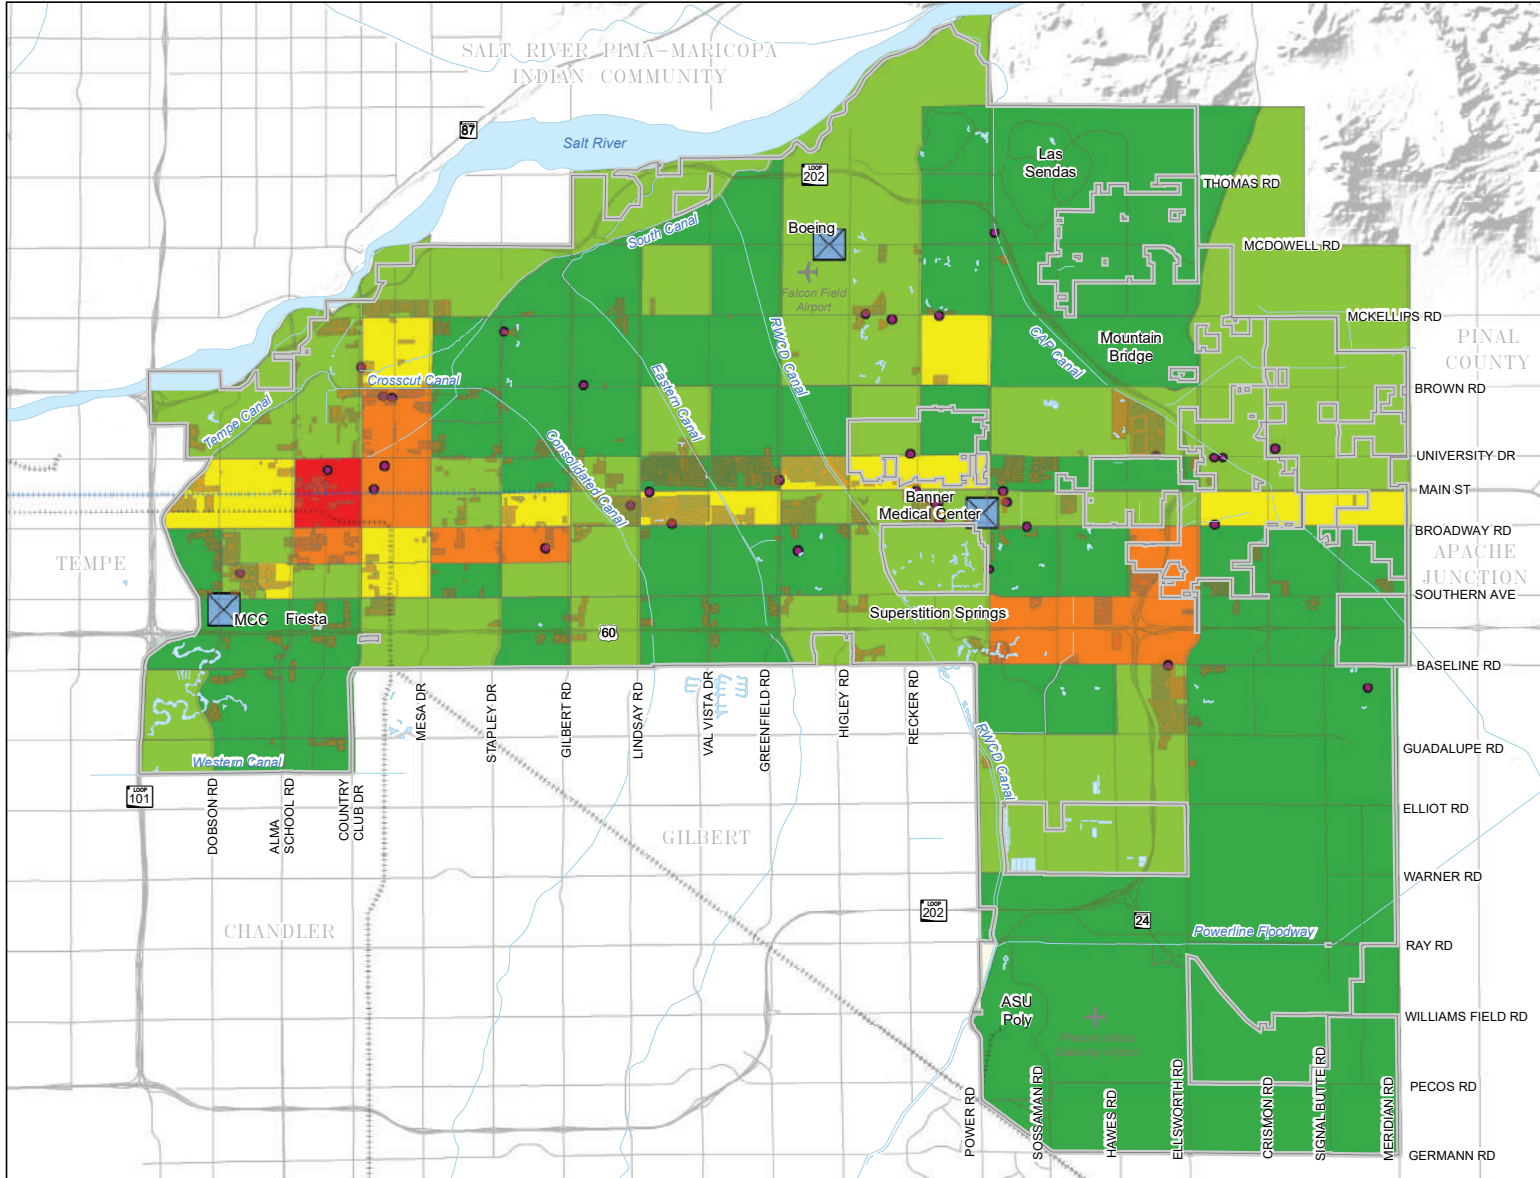 SALT RIVER PIMA-MARICOPA
INDIAN COMMUNITY
87
Salt River
LOOP
202
Las
Sendas
THOMAS RD
South Canal
Boeing
MCDOWELL RD
Falcon Field
Airport
MCKELLIPS RD
RWCD Canal
CAP Canal
Mountain
Bridge
PINAL
COUNTY
Crosscut Canal
Eastern Canal
BROWN RD
Tempe Canal
Consolidated Canal
UNIVERSITY DR
MAIN ST
Banner
Medical Center
BROADWAY RD
TEMPE
APACHE
JUNCTION
SOUTHERN AVE
MCC
Fiesta
Superstition Springs
60
BASELINE RD
MESA DR
STAPLEY DR
GILBERT RD
LINDSAY RD
VAL VISTA DR
GREENFIELD RD
HIGLEY RD
RECKER RD
RWCD Canal
GUADALUPE RD
Western Canal
LOOP
101
DOBSON RD
ALMA
SCHOOL RD
COUNTRY
CLUB DR
ELLIOT RD
GILBERT
WARNER RD
LOOP
202
24
CHANDLER
Powerline Floodway
RAY RD
ASU
Poly
WILLIAMS FIELD RD
PECOS RD
POWER RD
SOSSAMAN RD
HAWES RD
ELLSWORTH RD
CRISMON RD
SIGNAL BUTTE RD
MERIDIAN RD
GERMANN RD